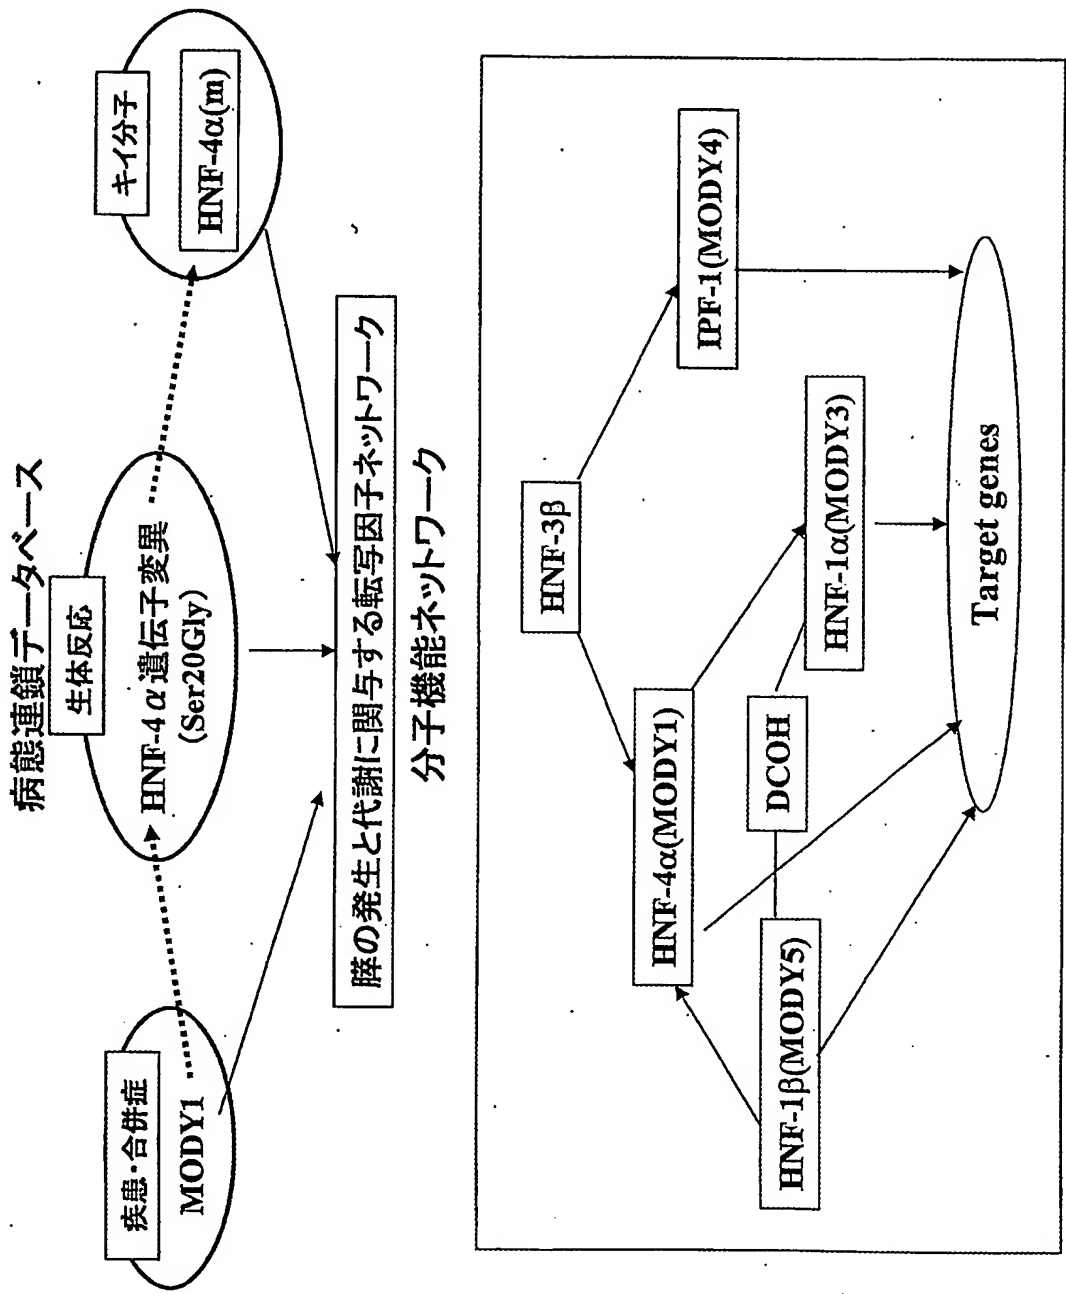 病態連鎖データベース
疾患・合併症
MODY1
生体反応
HNF-4α遺伝子変異
(Ser20Gly)
キイ分子
HNF-4α(m)
膵の発生と代謝に関与する転写因子ネットワーク
分子機能ネットワーク
HNF-3β
HNF-4α(MODY1)
IPF-1(MODY4)
HNF-1β(MODY5)
DCOH
HNF-1α(MODY3)
Target genes